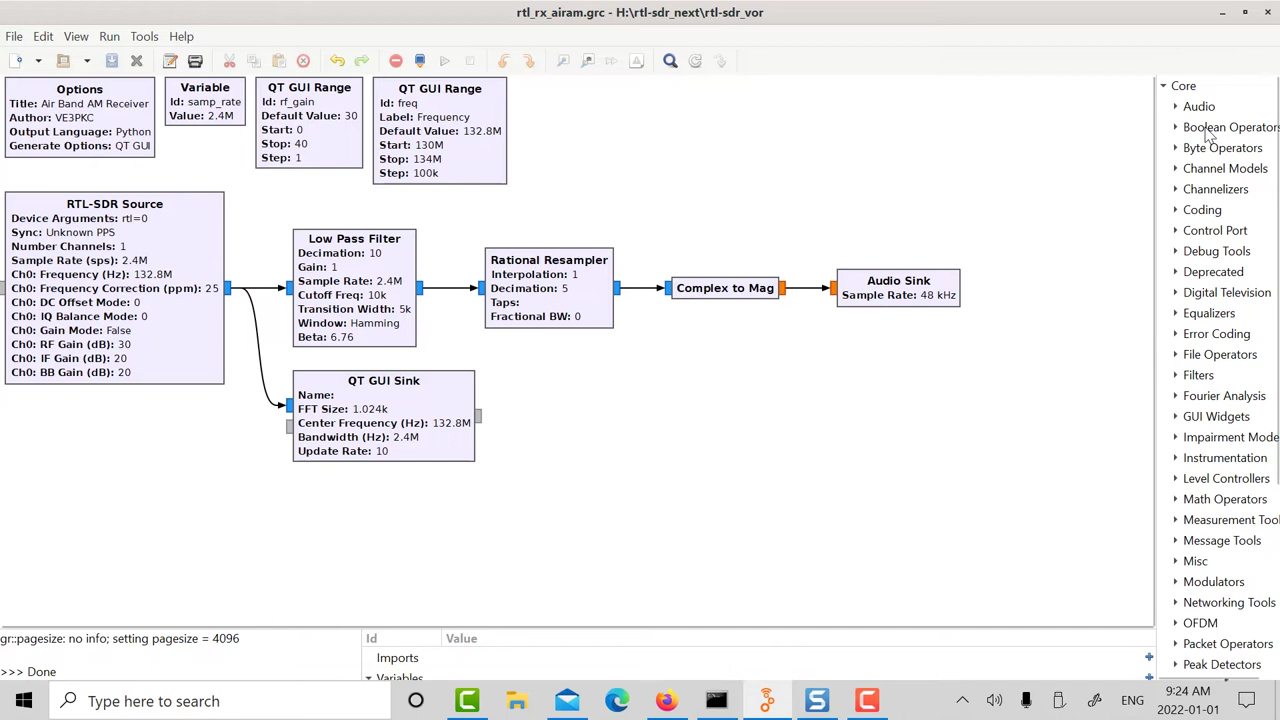 rtl_rx_airam.grc - H:\rtl-sdr_next\rtl-sdr_vor
File Edit View Run Tools Help
Options
Title: Air Band AM Receiver
Author: VE3PKC
Output Language: Python
Generate Options: QT GUI
Variable
Id: samp_rate
Value: 2.4M
QT GUI Range
Id: rf_gain
Default Value: 30
Start: 0
Stop: 40
Step: 1
QT GUI Range
Id: freq
Label: Frequency
Default Value: 132.8M
Start: 130M
Stop: 134M
Step: 100k
RTL-SDR Source
Device Arguments: rtl=0
Sync: Unknown PPS
Number Channels: 1
Sample Rate (sps): 2.4M
Ch0: Frequency (Hz): 132.8M
Ch0: Frequency Correction (ppm): 25
Ch0: DC Offset Mode: 0
Ch0: IQ Balance Mode: 0
Ch0: Gain Mode: False
Ch0: RF Gain (dB): 30
Ch0: IF Gain (dB): 20
Ch0: BB Gain (dB): 20
Low Pass Filter
Decimation: 10
Gain: 1
Sample Rate: 2.4M
Cutoff Freq: 10k
Transition Width: 5k
Window: Hamming
Beta: 6.76
QT GUI Sink
Name:
FFT Size: 1.024k
Center Frequency (Hz): 132.8M
Bandwidth (Hz): 2.4M
Update Rate: 10
Rational Resampler
Interpolation: 1
Decimation: 5
Taps:
Fractional BW: 0
Complex to Mag
Audio Sink
Sample Rate: 48 kHz
Core
Audio
Boolean Operators
Byte Operators
Channel Models
Channelizers
Coding
Control Port
Debug Tools
Deprecated
Digital Television
Equalizers
Error Coding
File Operators
Filters
Fourier Analysis
GUI Widgets
Impairment Mode
Instrumentation
Level Controllers
Math Operators
Measurement Tool
Message Tools
Misc
Modulators
Networking Tools
OFDM
Packet Operators
Peak Detectors
gr::pagesize: no info; setting pagesize = 4096
>>> Done
Id Value
Imports
Variables
Type here to search
ENG
9:24 AM
2022-01-01